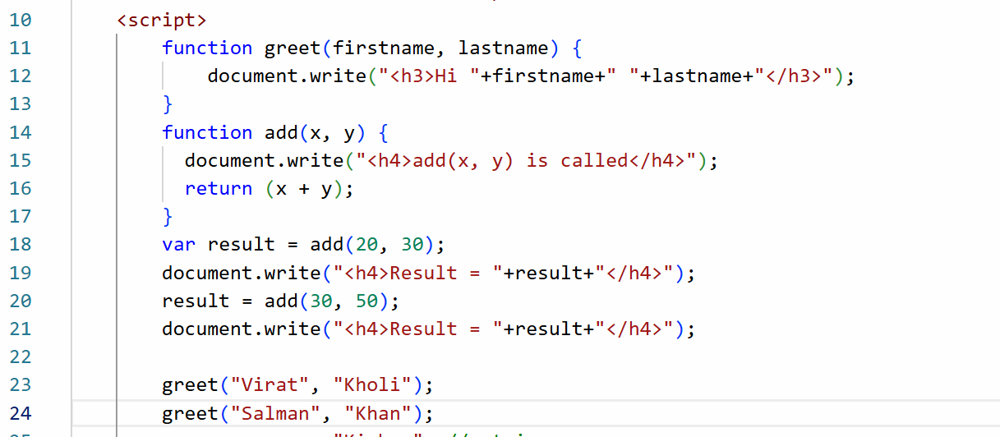 10 <script>
11 function greet(firstname, lastname) {
12 document.write("<h3>Hi "+firstname+" "+lastname+"</h3>");
13 }
14 function add(x, y) {
15 document.write("<h4>add(x, y) is called</h4>");
16 return (x + y);
17 }
18 var result = add(20, 30);
19 document.write("<h4>Result = "+result+"</h4>");
20 result = add(30, 50);
21 document.write("<h4>Result = "+result+"</h4>");
22
23 greet("Virat", "Kholi");
24 greet("Salman", "Khan");